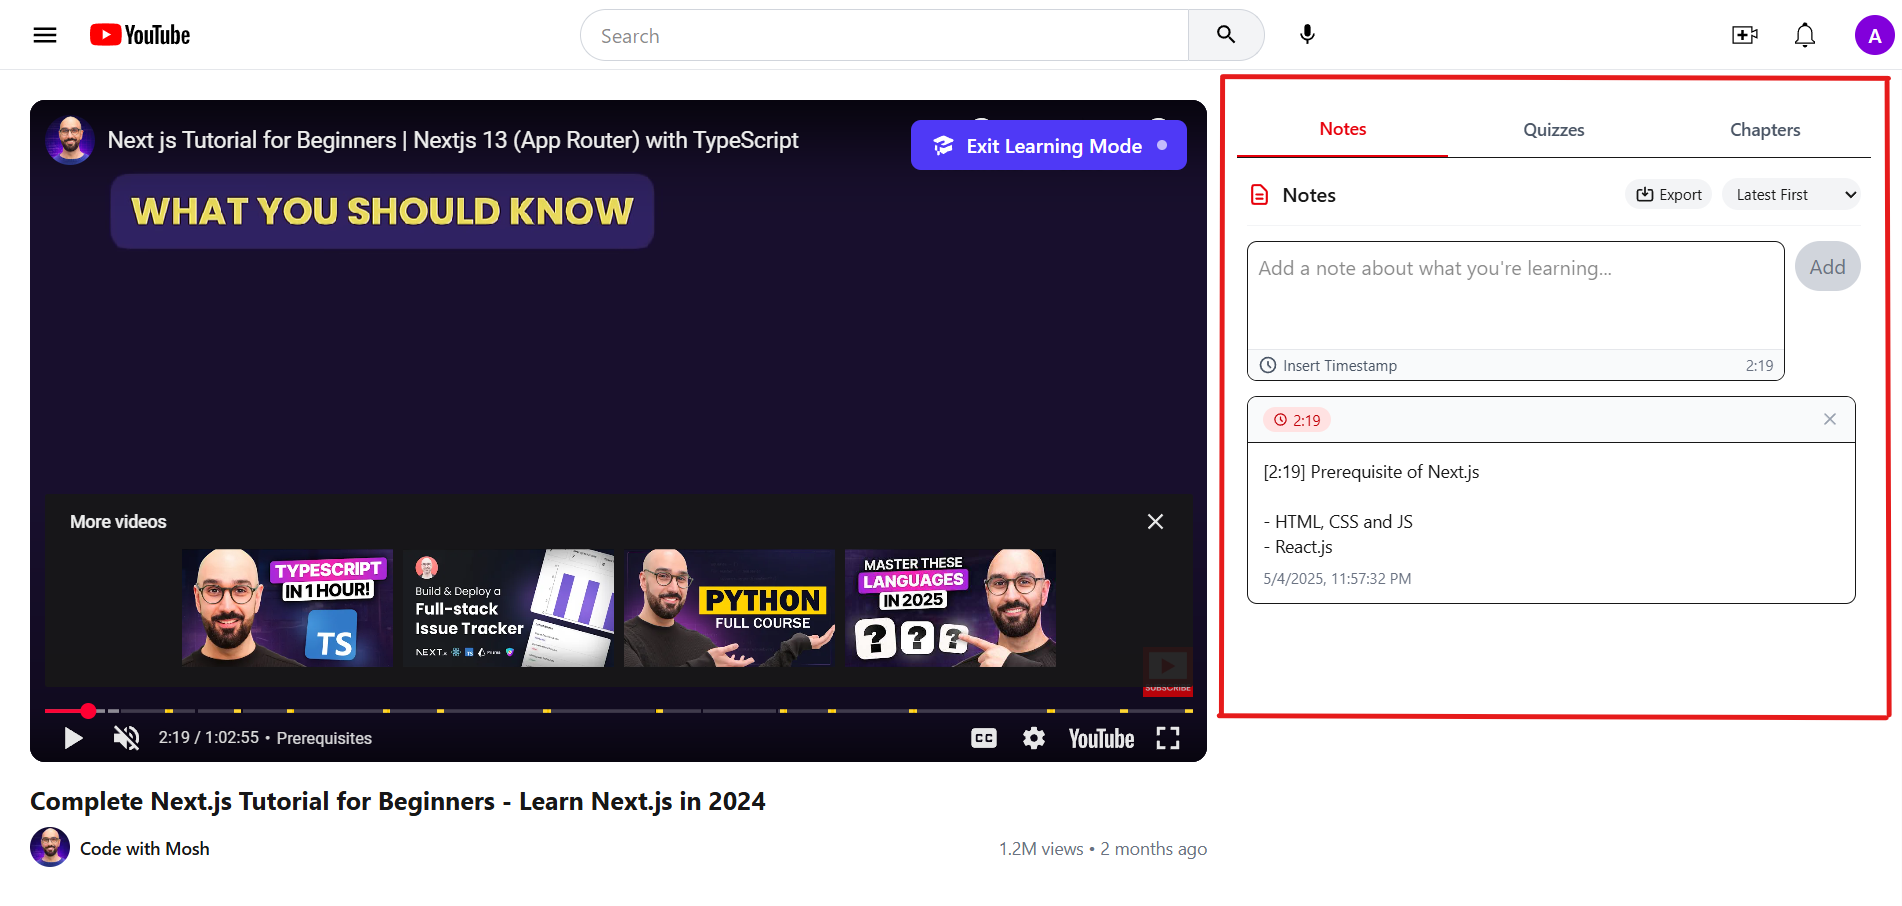 YouTube
Search
A
Next js Tutorial for Beginners | Nextjs 13 (App Router) with TypeScript
Exit Learning Mode
WHAT YOU SHOULD KNOW
More videos
TYPESCRIPT
IN 1 HOUR!
TS
Build & Deploy a
Full-stack
Issue Tracker
NEXT.js
PYTHON
FULL COURSE
MASTER THESE
LANGUAGES
IN 2025
? ? ?
SUBSCRIBE
2:19 / 1:02:55 • Prerequisites
CC
YouTube
Complete Next.js Tutorial for Beginners - Learn Next.js in 2024
Code with Mosh
1.2M views • 2 months ago
Notes
Quizzes
Chapters
Notes
Export
Latest First
Add a note about what you're learning...
Add
Insert Timestamp
2:19
2:19
[2:19] Prerequisite of Next.js
- HTML, CSS and JS
- React.js
5/4/2025, 11:57:32 PM